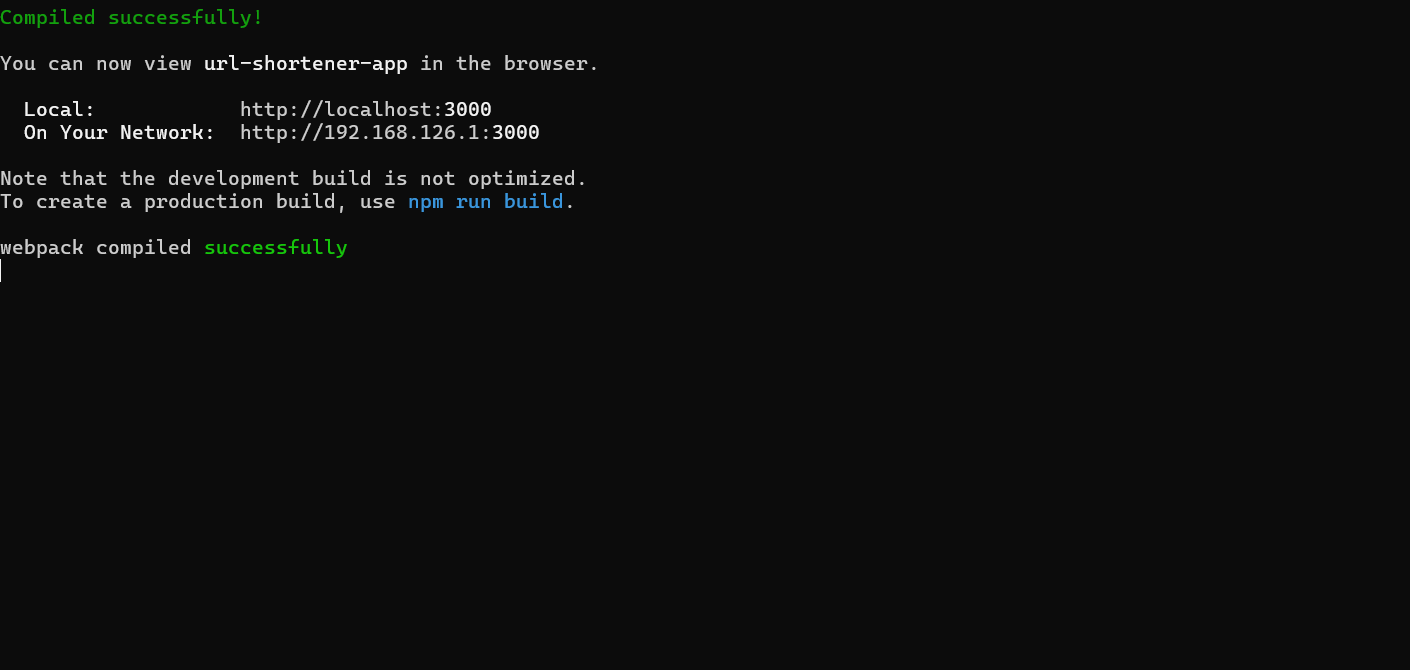 Compiled successfully!
You can now view url-shortener-app in the browser.
Local: http://localhost:3000
On Your Network: http://192.168.126.1:3000
Note that the development build is not optimized.
To create a production build, use npm run build.
webpack compiled successfully